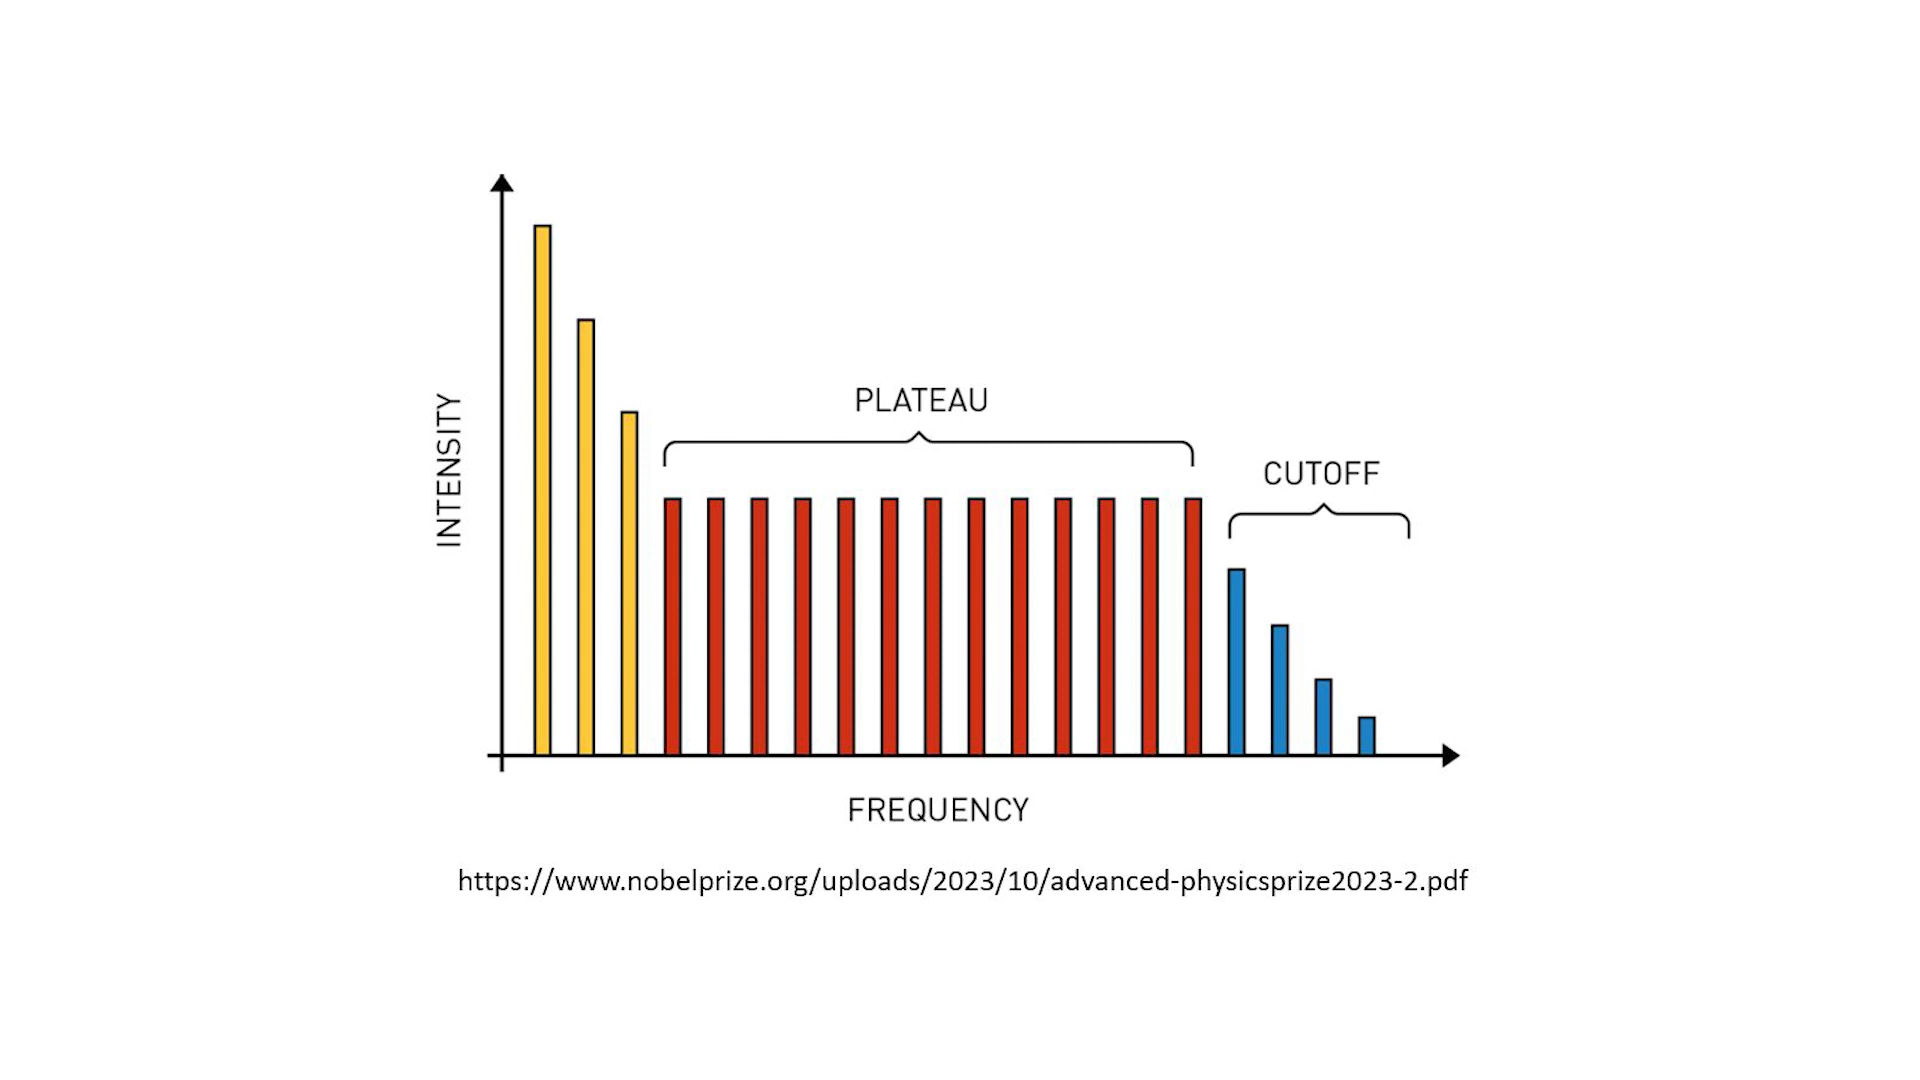 PLATEAU
CUTOFF
INTENSITY
FREQUENCY
https://www.nobelprize.org/uploads/2023/10/advanced-physicsprize2023-2.pdf